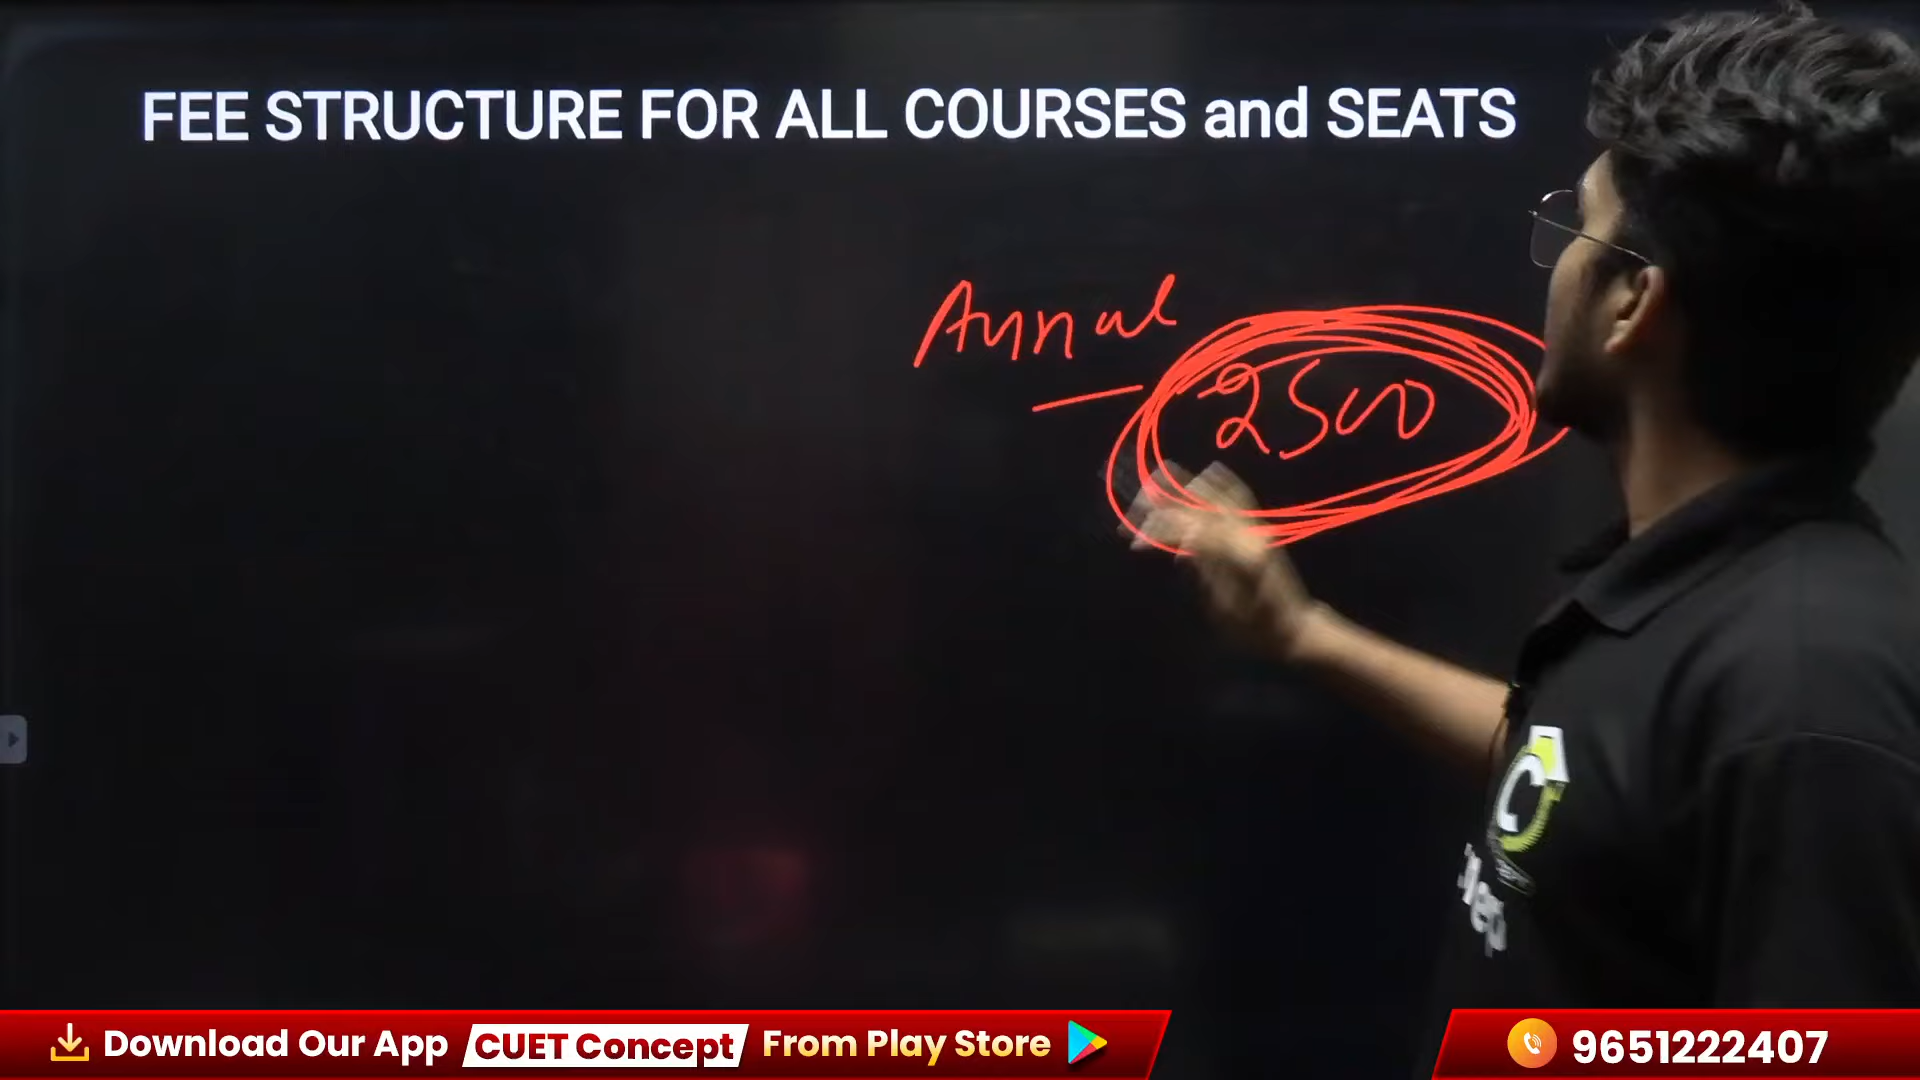 FEE STRUCTURE FOR ALL COURSES and SEATS
Annual
2500
Download Our App CUET Concept From Play Store
9651222407